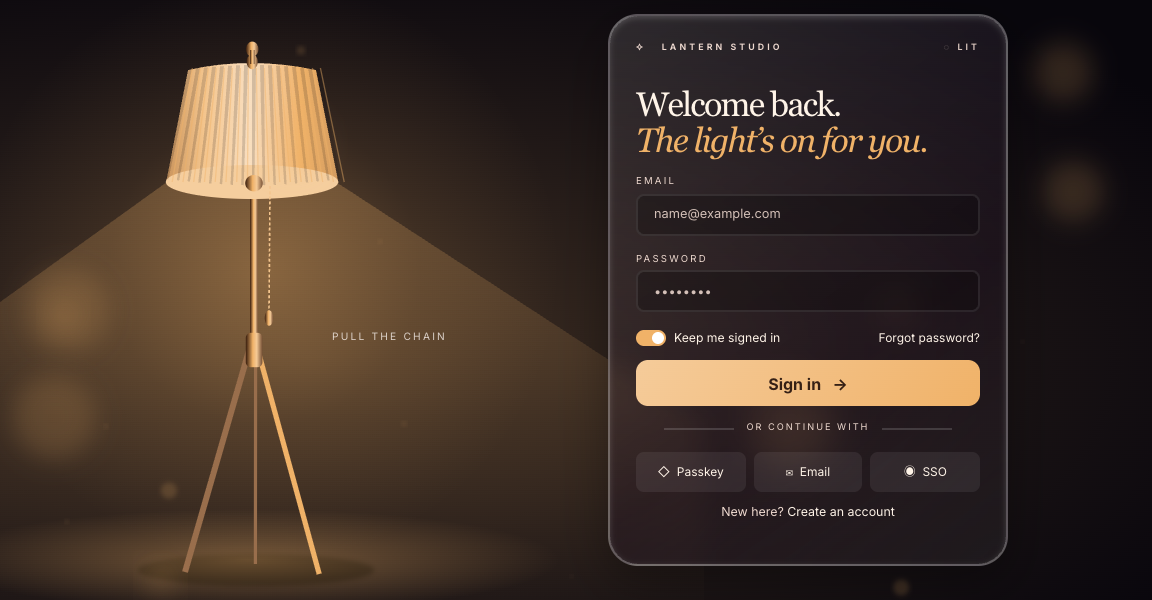 LANTERN STUDIO
LIT
Welcome back.
The light's on for you.
EMAIL
name@example.com
PASSWORD
••••••••
Keep me signed in
Forgot password?
Sign in →
OR CONTINUE WITH
Passkey
Email
SSO
New here? Create an account
PULL THE CHAIN